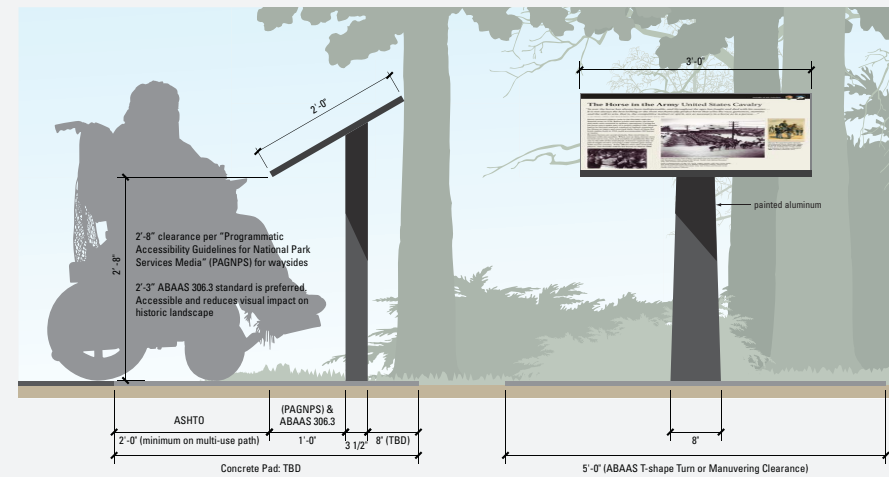 3'-0"
2'-0"
The Horse in the Army United States Cavalry
painted aluminum
2'-8" clearance per "Programmatic
Accessibility Guidelines for National Park
Services Media" (PAGNPS) for waysides
2'-8"
2'-3" ABAAS 306.3 standard is preferred.
Accessible and reduces visual impact on
historic landscape
ASHTO
(PAGNPS) &
ABAAS 306.3
2'-0" (minimum on multi-use path)
1'-0"
3 1/2"
8" (TBD)
8"
Concrete Pad: TBD
5'-0" (ABAAS T-shape Turn or Manuvering Clearance)